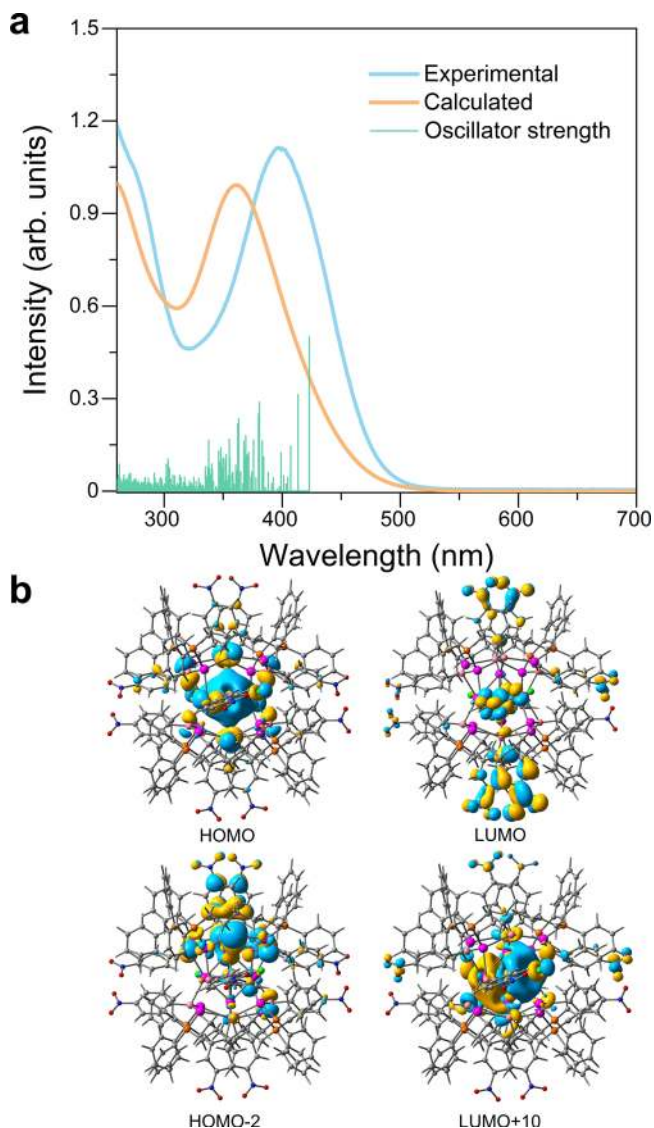 a
1.5
1.2
0.9
0.6
0.3
0
Intensity (arb. units)
Experimental
Calculated
Oscillator strength
300 400 500 600 700
Wavelength (nm)
b
HOMO LUMO
HOMO-2 LUMO+10